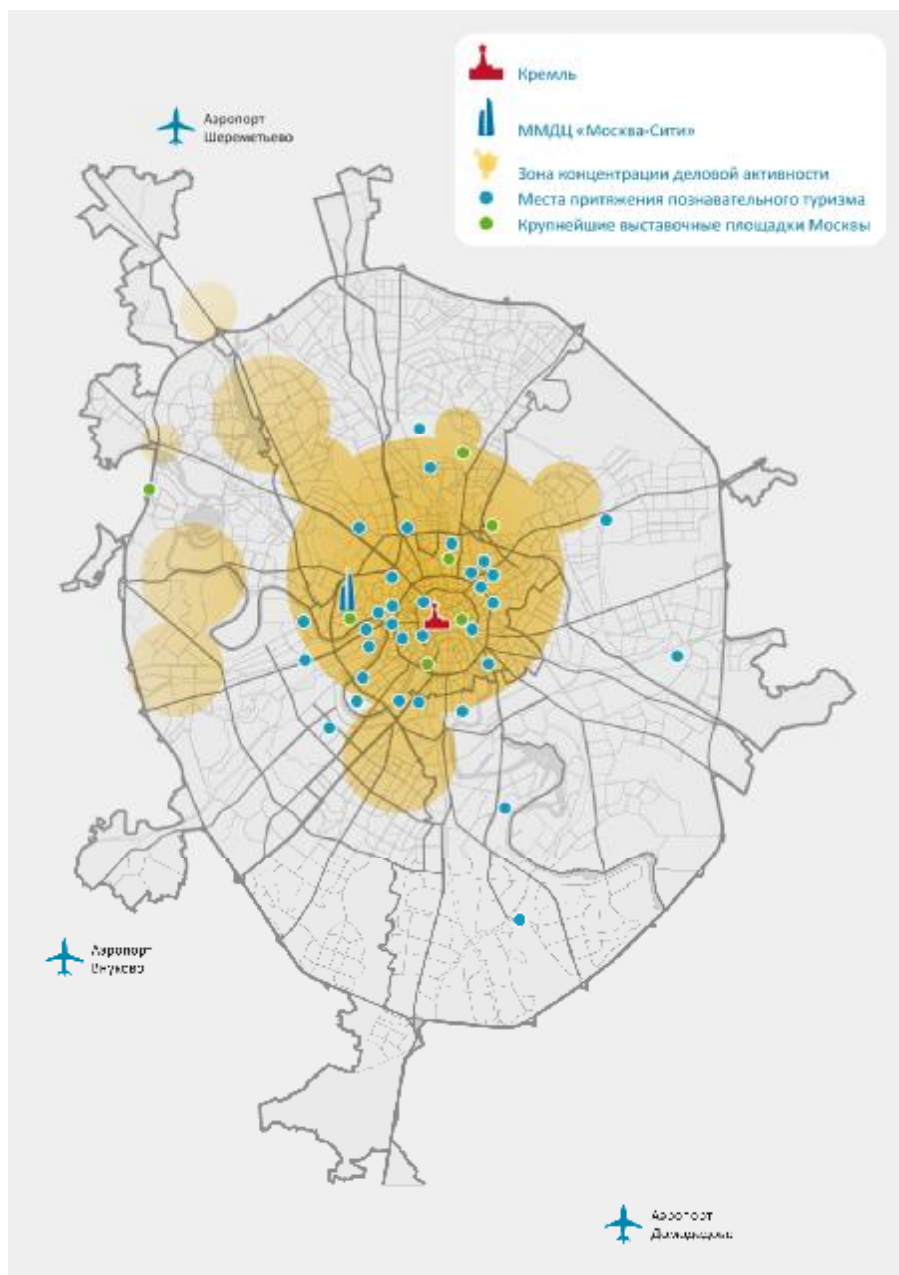 Кремль
ММДЦ «Москва-Сити»
Зона концентрации деловой активности
Места притяжения познавательного туризма
Крупнейшие выставочные площадки Москвы
Аэропорт
Шереметьево
Аэропорт
Внуково
Аэропорт
Домодедово